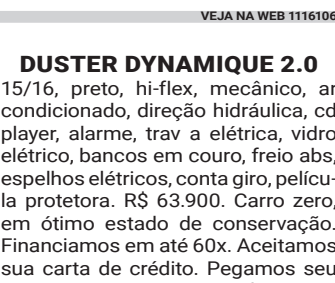 VEJA NA WEB 1116106
DUSTER DYNAMIQUE 2.0
15/16, preto, hi-flex, mecânico, ar
condicionado, direção hidráulica, cd
player, alarme, trav a elétrica, vidro
elétrico, bancos em couro, freio abs,
espelhos elétricos, conta giro, pelícu-
la protetora. R$ 63.900. Carro zero,
em ótimo estado de conservação.
Financiamos em até 60x. Aceitamos
sua carta de crédito. Pegamos seu